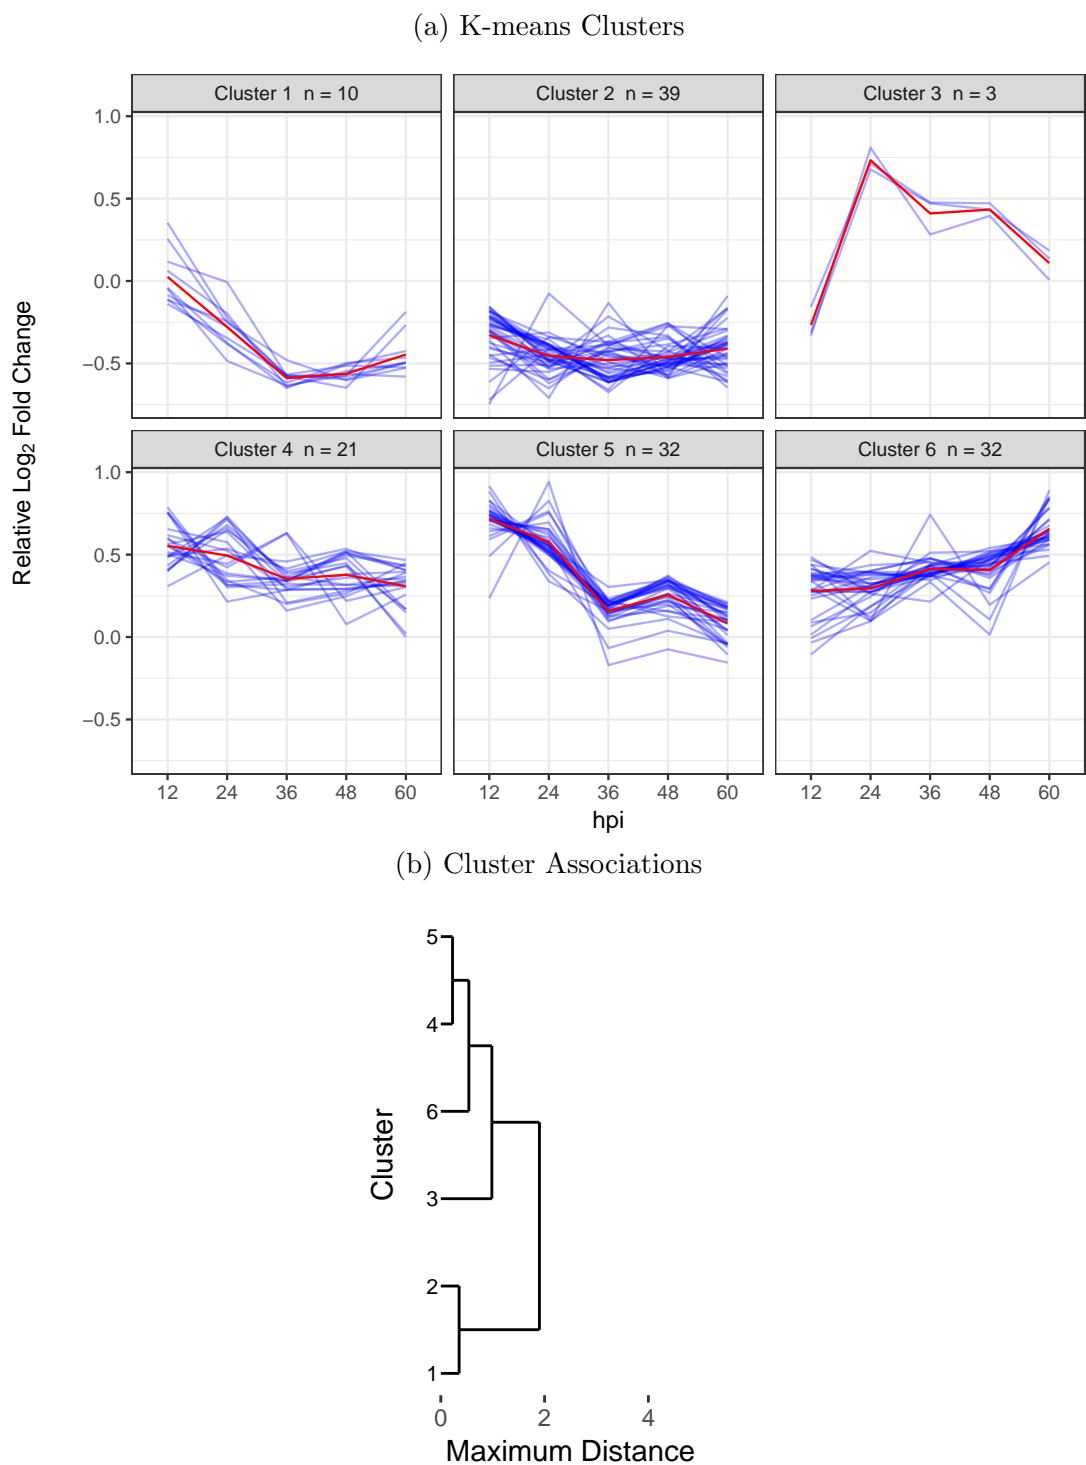 (a) K-means Clusters
Cluster 1  n = 10
Cluster 2  n = 39
Cluster 3  n = 3
1.0
0.5
0.0
−0.5
Cluster 4  n = 21
Cluster 5  n = 32
Cluster 6  n = 32
1.0
0.5
0.0
−0.5
Relative Log₂ Fold Change
12 24 36 48 60
12 24 36 48 60
12 24 36 48 60
hpi
(b) Cluster Associations
5
4
6
3
2
1
Cluster
0 2 4
Maximum Distance